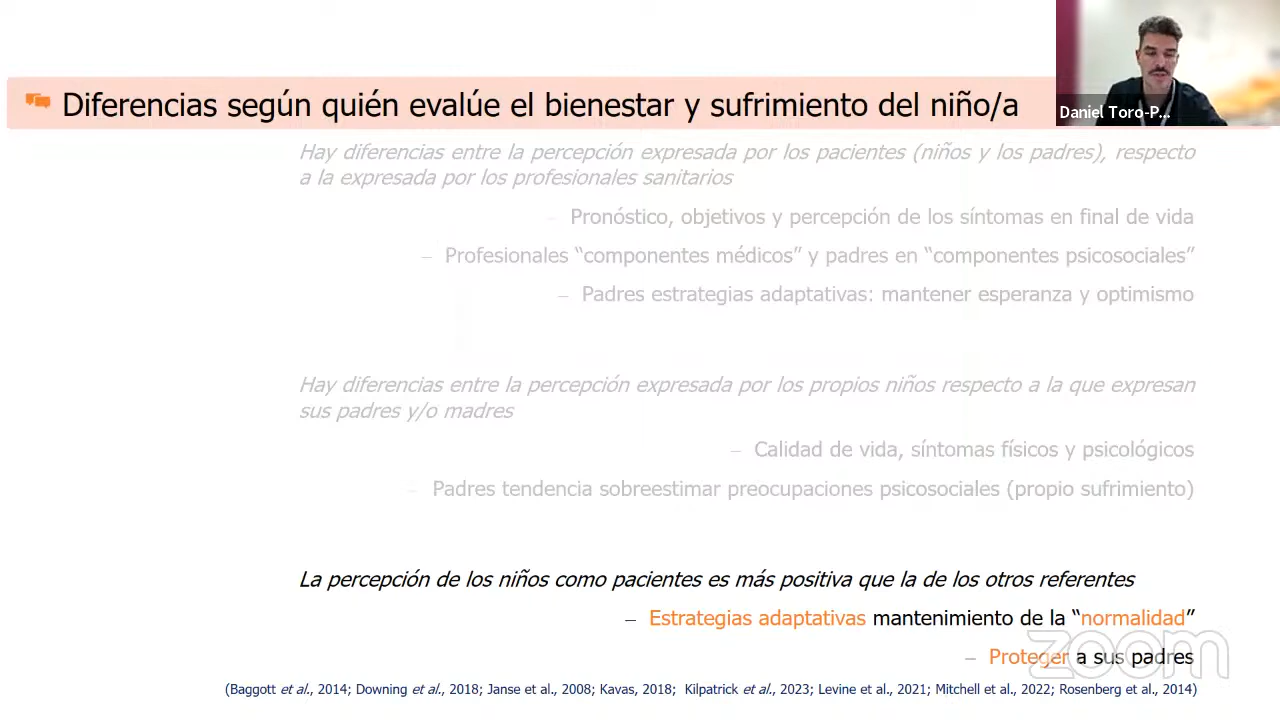 Diferencias según quién evalúe el bienestar y sufrimiento del niño/a
Daniel Toro-P...
Hay diferencias entre la percepción expresada por los pacientes (niños y los padres), respecto
a la expresada por los profesionales sanitarios
– Pronóstico, objetivos y percepción de los síntomas en final de vida
– Profesionales “componentes médicos” y padres en “componentes psicosociales”
– Padres estrategias adaptativas: mantener esperanza y optimismo
Hay diferencias entre la percepción expresada por los propios niños respecto a la que expresan
sus padres y/o madres
– Calidad de vida, síntomas físicos y psicológicos
– Padres tendencia sobreestimar preocupaciones psicosociales (propio sufrimiento)
La percepción de los niños como pacientes es más positiva que la de los otros referentes
– Estrategias adaptativas mantenimiento de la “normalidad”
– Proteger a sus padres
zoom
(Baggott et al., 2014; Downing et al., 2018; Janse et al., 2008; Kavas, 2018; Kilpatrick et al., 2023; Levine et al., 2021; Mitchell et al., 2022; Rosenberg et al., 2014)